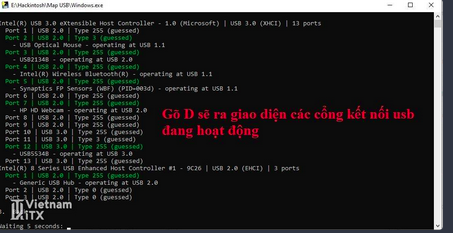 E:\Hackintosh\Map USB\Windows.exe
Intel(R) USB 3.0 eXtensible Host Controller - 1.0 (Microsoft) | USB 3.0 (XHCI) | 13 ports
Port 1 | USB 2.0 | Type 255 (guessed)
Port 2 | USB 2.0 | Type 3 (guessed)
- USB Optical Mouse - operating at USB 1.1
Port 3 | USB 2.0 | Type 255 (guessed)
- USB2134B - operating at USB 2.0
Port 4 | USB 2.0 | Type 255 (guessed)
- Intel(R) Wireless Bluetooth(R) - operating at USB 1.1
Port 5 | USB 2.0 | Type 255 (guessed)
Port 6 | USB 2.0 | Type 255 (guessed)
- Synaptics FP Sensors (WBF) (PID=003d) - operating at USB 1.1
Port 7 | USB 2.0 | Type 255 (guessed)
- HP HD Webcam - operating at USB 2.0
Port 8 | USB 2.0 | Type 255 (guessed)
Port 9 | USB 2.0 | Type 255 (guessed)
Port 10 | USB 3.0 | Type 255 (guessed)
Port 11 | USB 3.0 | Type 3 (guessed)
Port 12 | USB 3.0 | Type 255 (guessed)
- USB5534B - operating at USB 3.0
Port 13 | USB 3.0 | Type 255 (guessed)
Gõ D sẽ ra giao diện các cổng kết nối usb
đang hoạt động
Intel(R) 8 Series USB Enhanced Host Controller #1 - 9C26 | USB 2.0 (EHCI) | 3 ports
Port 1 | USB 2.0 | Type 255 (guessed)
- Generic USB Hub - operating at USB 2.0
Port 2 | USB 2.0 | Type 0 (guessed)
Port 3 | USB 2.0 | Type 0 (guessed)
Vietnam
iTX
Waiting 5 seconds: